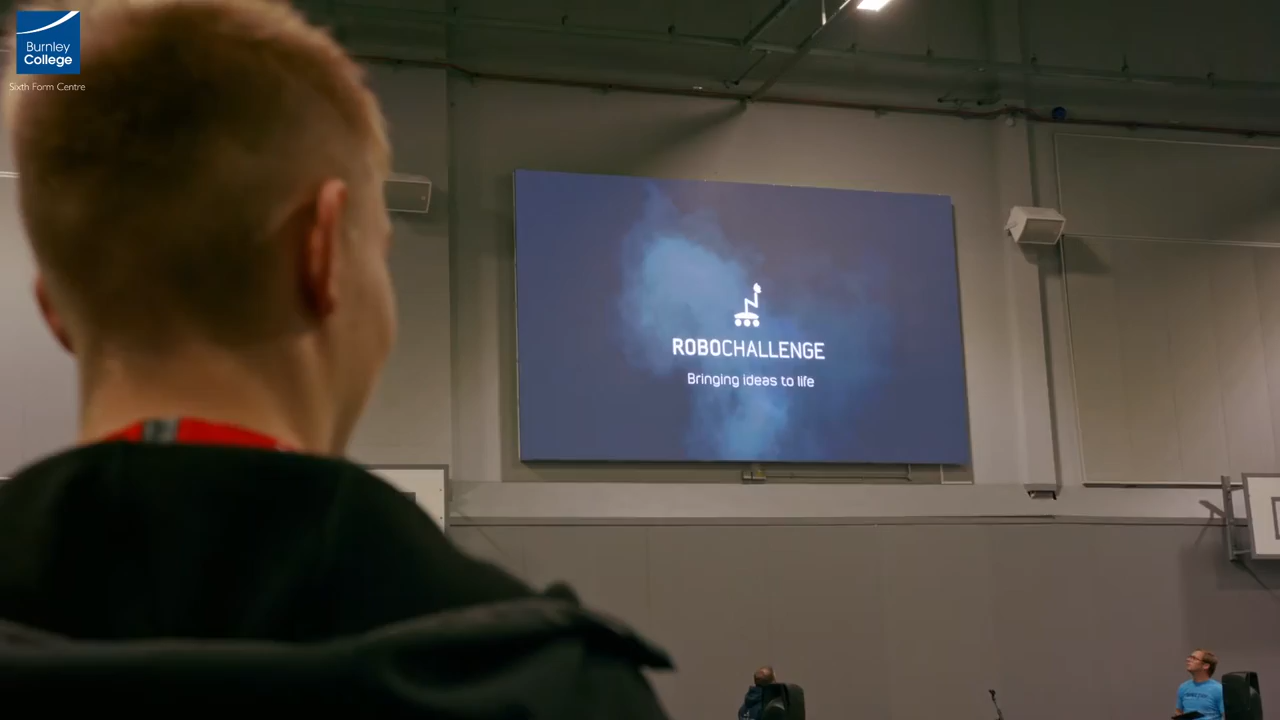 Burnley
College
Sixth Form Centre
ROBOCHALLENGE
Bringing ideas to life